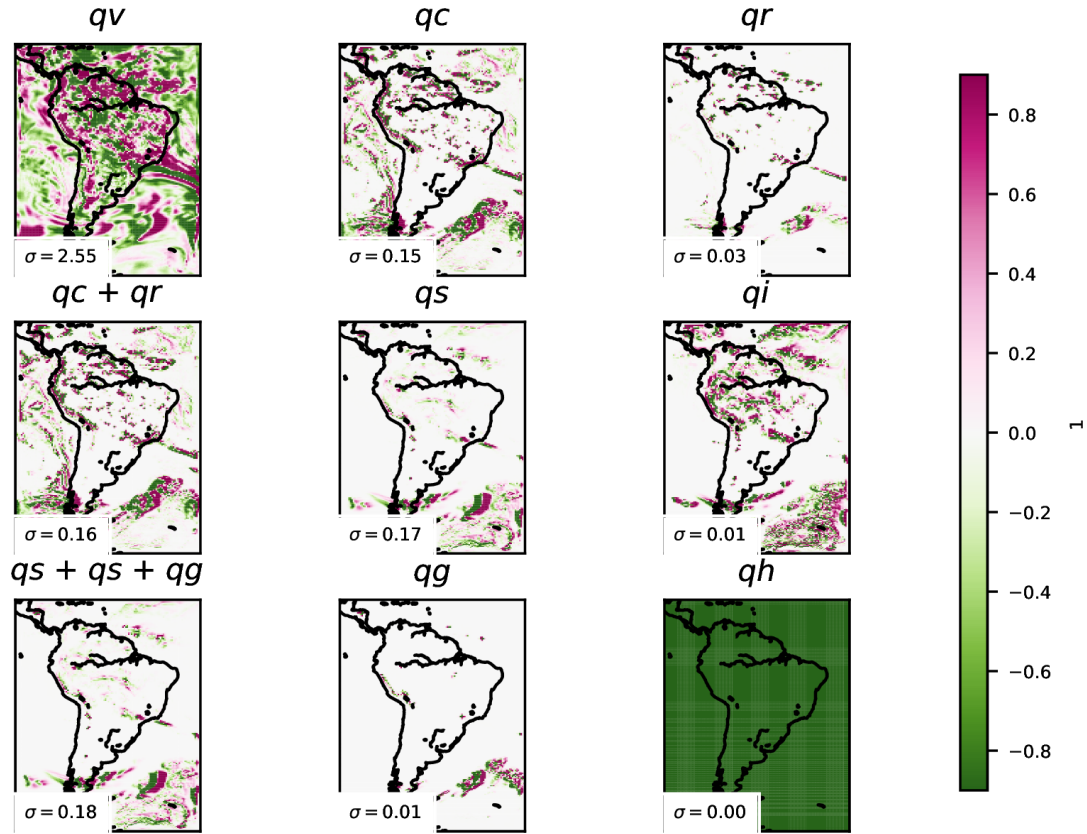 qv
qc
qr
σ = 2.55
σ = 0.15
σ = 0.03
qc + qr
qs
qi
σ = 0.16
σ = 0.17
σ = 0.01
qs + qs + qg
qg
qh
σ = 0.18
σ = 0.01
σ = 0.00
0.8
0.6
0.4
0.2
0.0
−0.2
−0.4
−0.6
−0.8
1